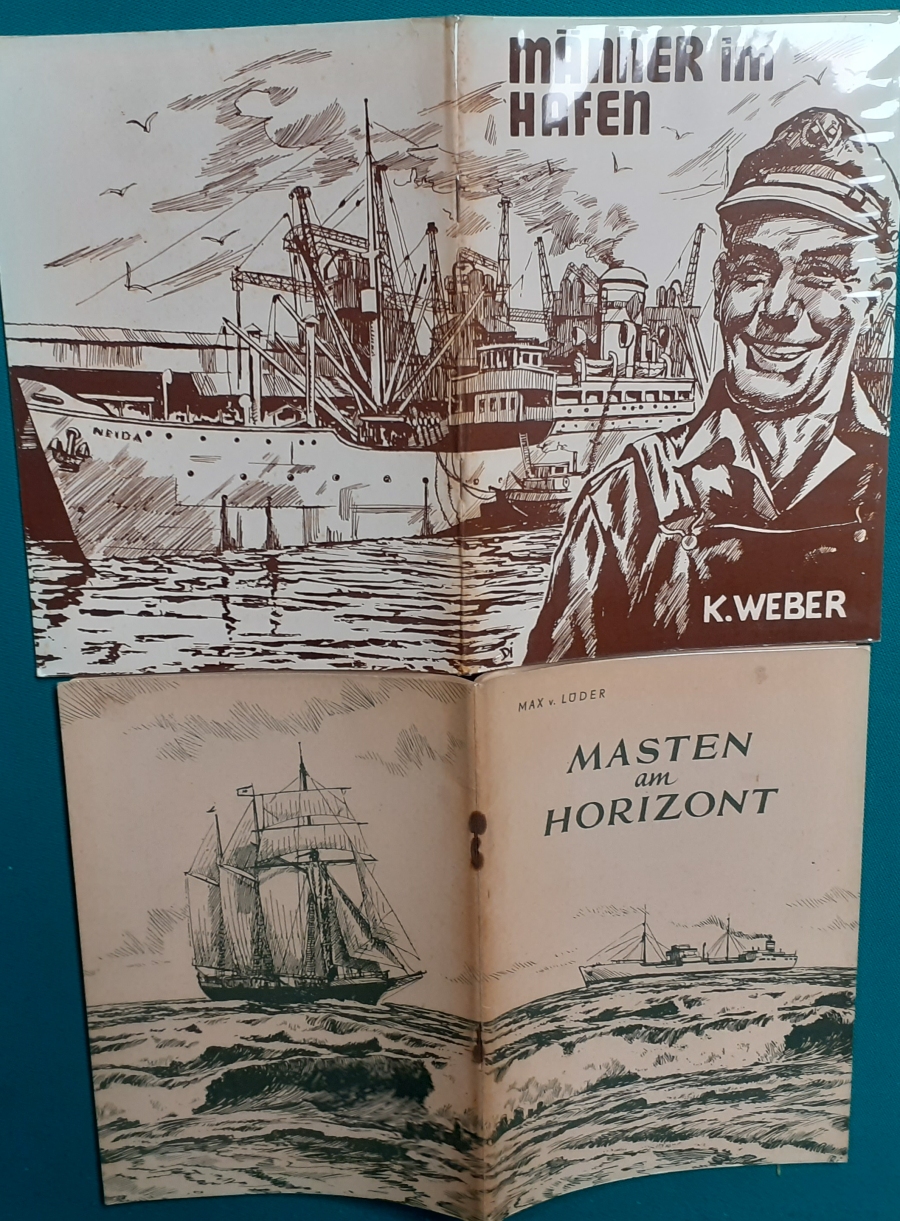 MÄNNER IM
HAFEN
NEIDA
K.WEBER
MAX v. LÜDER
MASTEN
am
HORIZONT